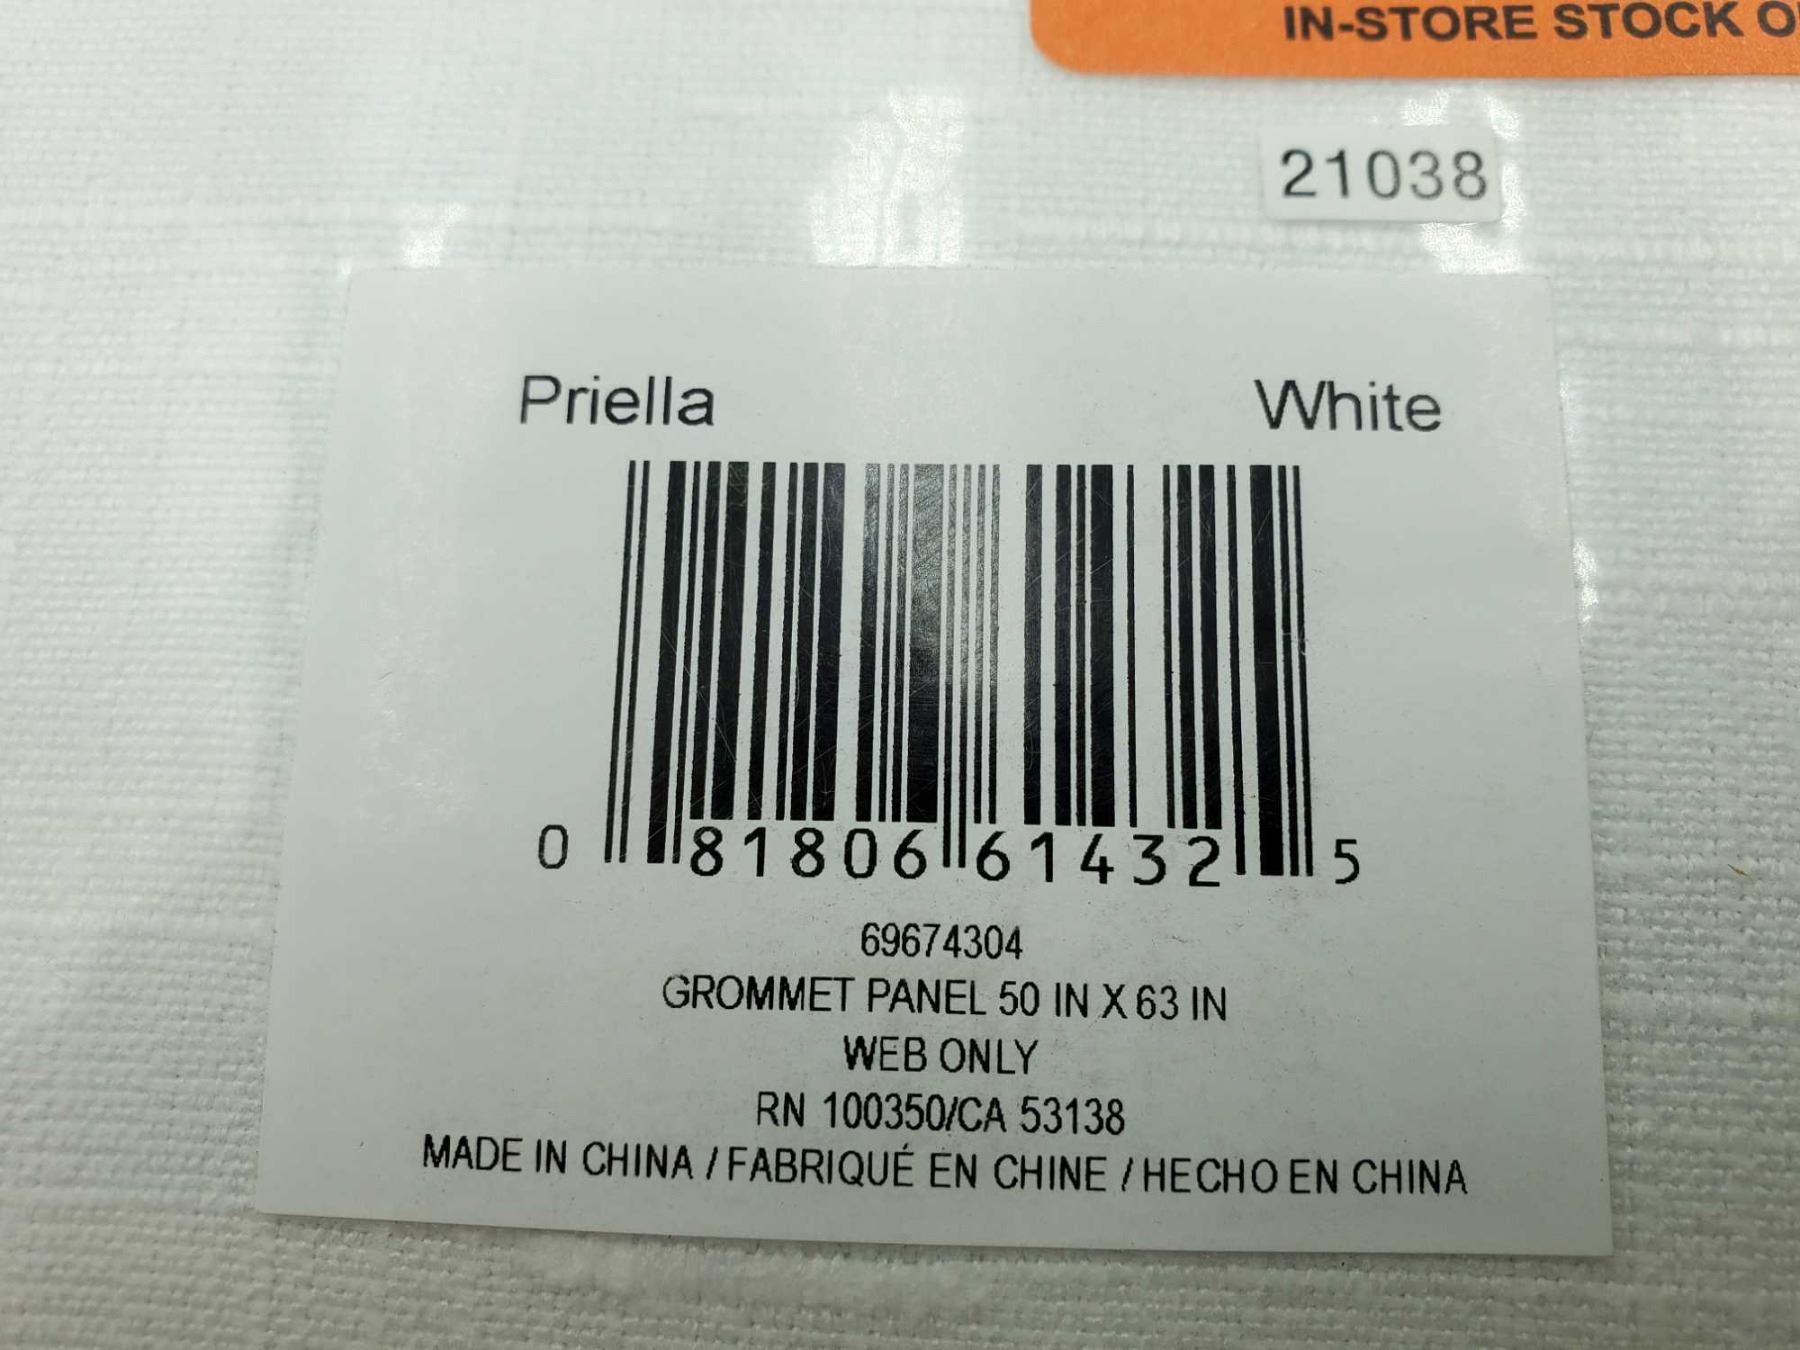 IN-STORE STOCK
21038
Priella White
0 81806 61432 5
69674304
GROMMET PANEL 50 IN X 63 IN
WEB ONLY
RN 100350/CA 53138
MADE IN CHINA / FABRIQUÉ EN CHINE / HECHO EN CHINA